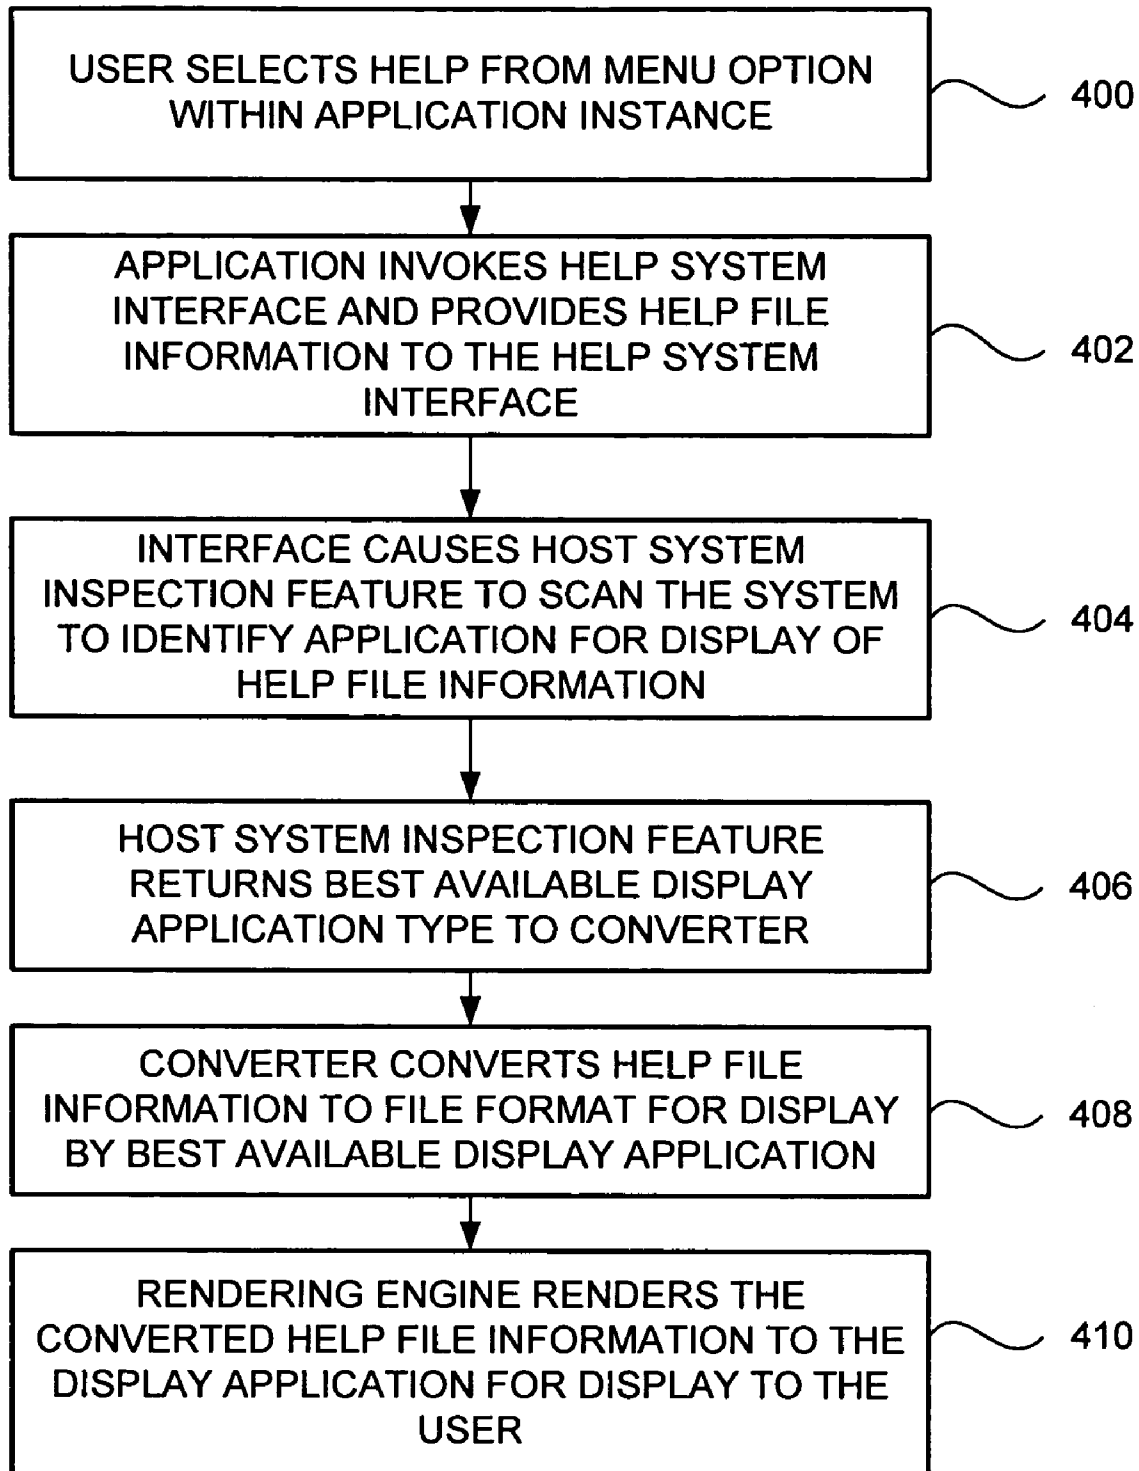 USER SELECTS HELP FROM MENU OPTION
WITHIN APPLICATION INSTANCE
400
APPLICATION INVOKES HELP SYSTEM
INTERFACE AND PROVIDES HELP FILE
INFORMATION TO THE HELP SYSTEM
INTERFACE
402
INTERFACE CAUSES HOST SYSTEM
INSPECTION FEATURE TO SCAN THE SYSTEM
TO IDENTIFY APPLICATION FOR DISPLAY OF
HELP FILE INFORMATION
404
HOST SYSTEM INSPECTION FEATURE
RETURNS BEST AVAILABLE DISPLAY
APPLICATION TYPE TO CONVERTER
406
CONVERTER CONVERTS HELP FILE
INFORMATION TO FILE FORMAT FOR DISPLAY
BY BEST AVAILABLE DISPLAY APPLICATION
408
RENDERING ENGINE RENDERS THE
CONVERTED HELP FILE INFORMATION TO THE
DISPLAY APPLICATION FOR DISPLAY TO THE
USER
410